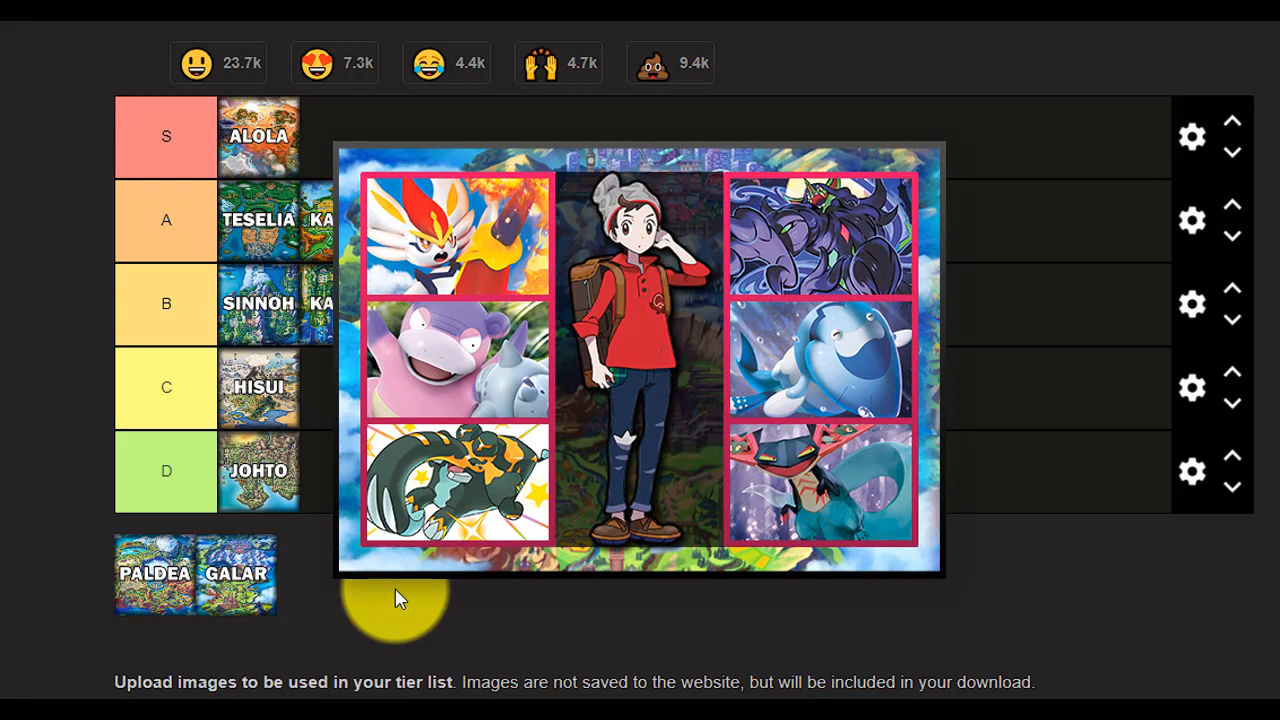 23.7k 7.3k 4.4k 4.7k 9.4k
S ALOLA
A TESELIA KA
B SINNOH KA
C HISUI
D JOHTO
PALDEA GALAR
Upload images to be used in your tier list. Images are not saved to the website, but will be included in your download.